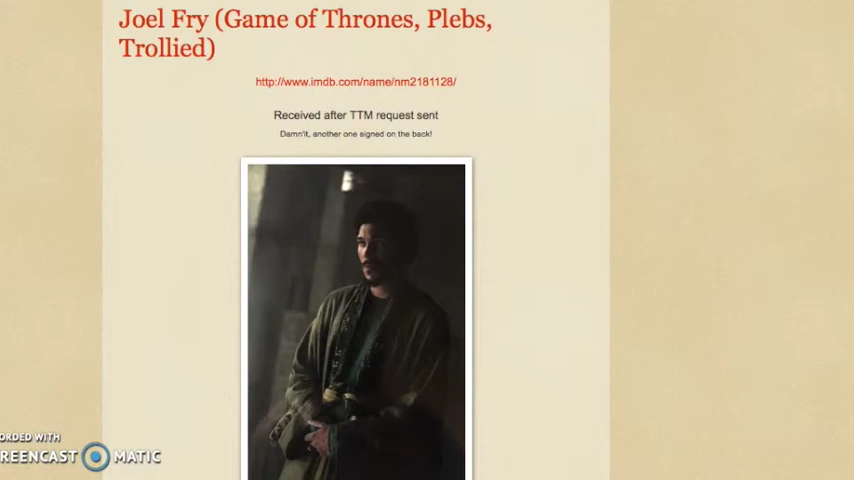 Joel Fry (Game of Thrones, Plebs,
Trollied)
http://www.imdb.com/name/nm2181128/
Received after TTM request sent
Damn'it, another one signed on the back!
ORDED WITH
REENCAST MATIC